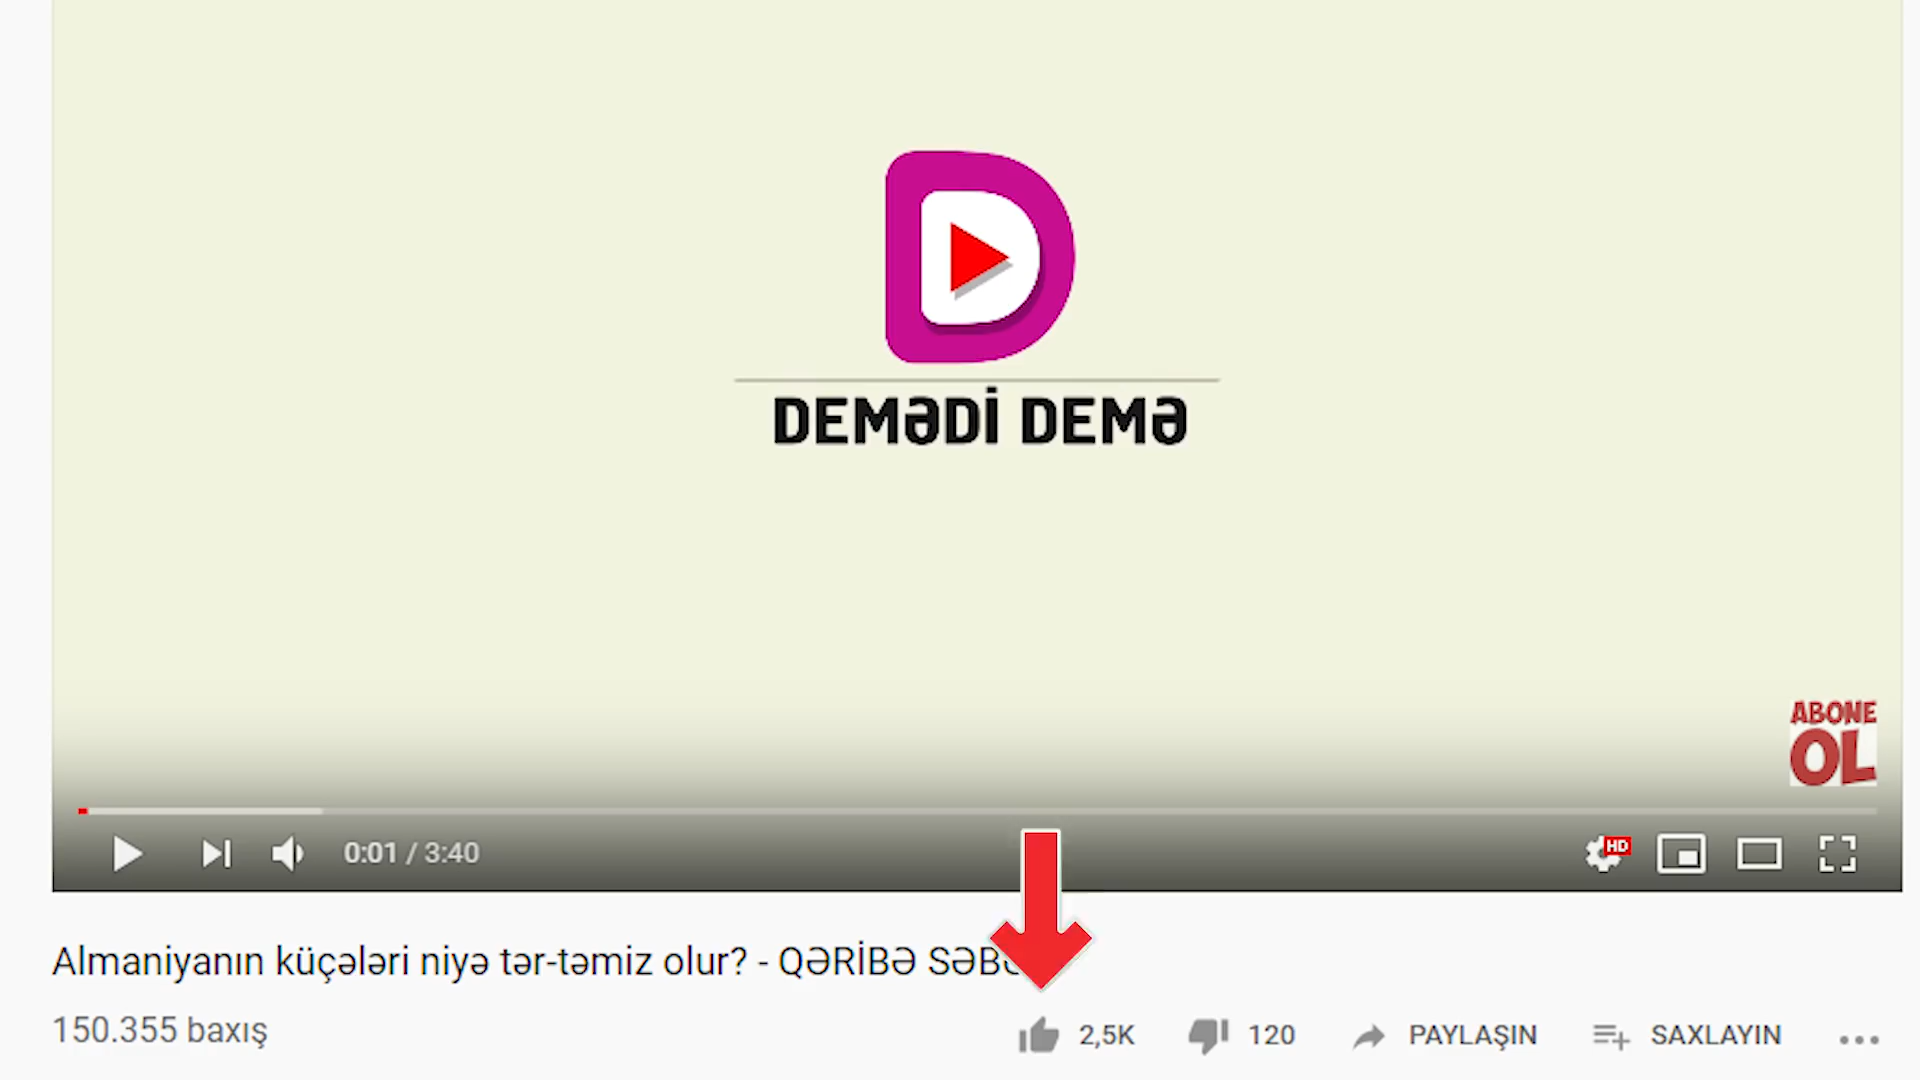 DEMƏDİ DEMƏ
ABONE
OL
0:01 / 3:40
HD
Almaniyanın küçələri niyə tər-təmiz olur? - QƏRİBƏ
150.355 baxış
2,5K
120
PAYLAŞIN
SAXLAYIN